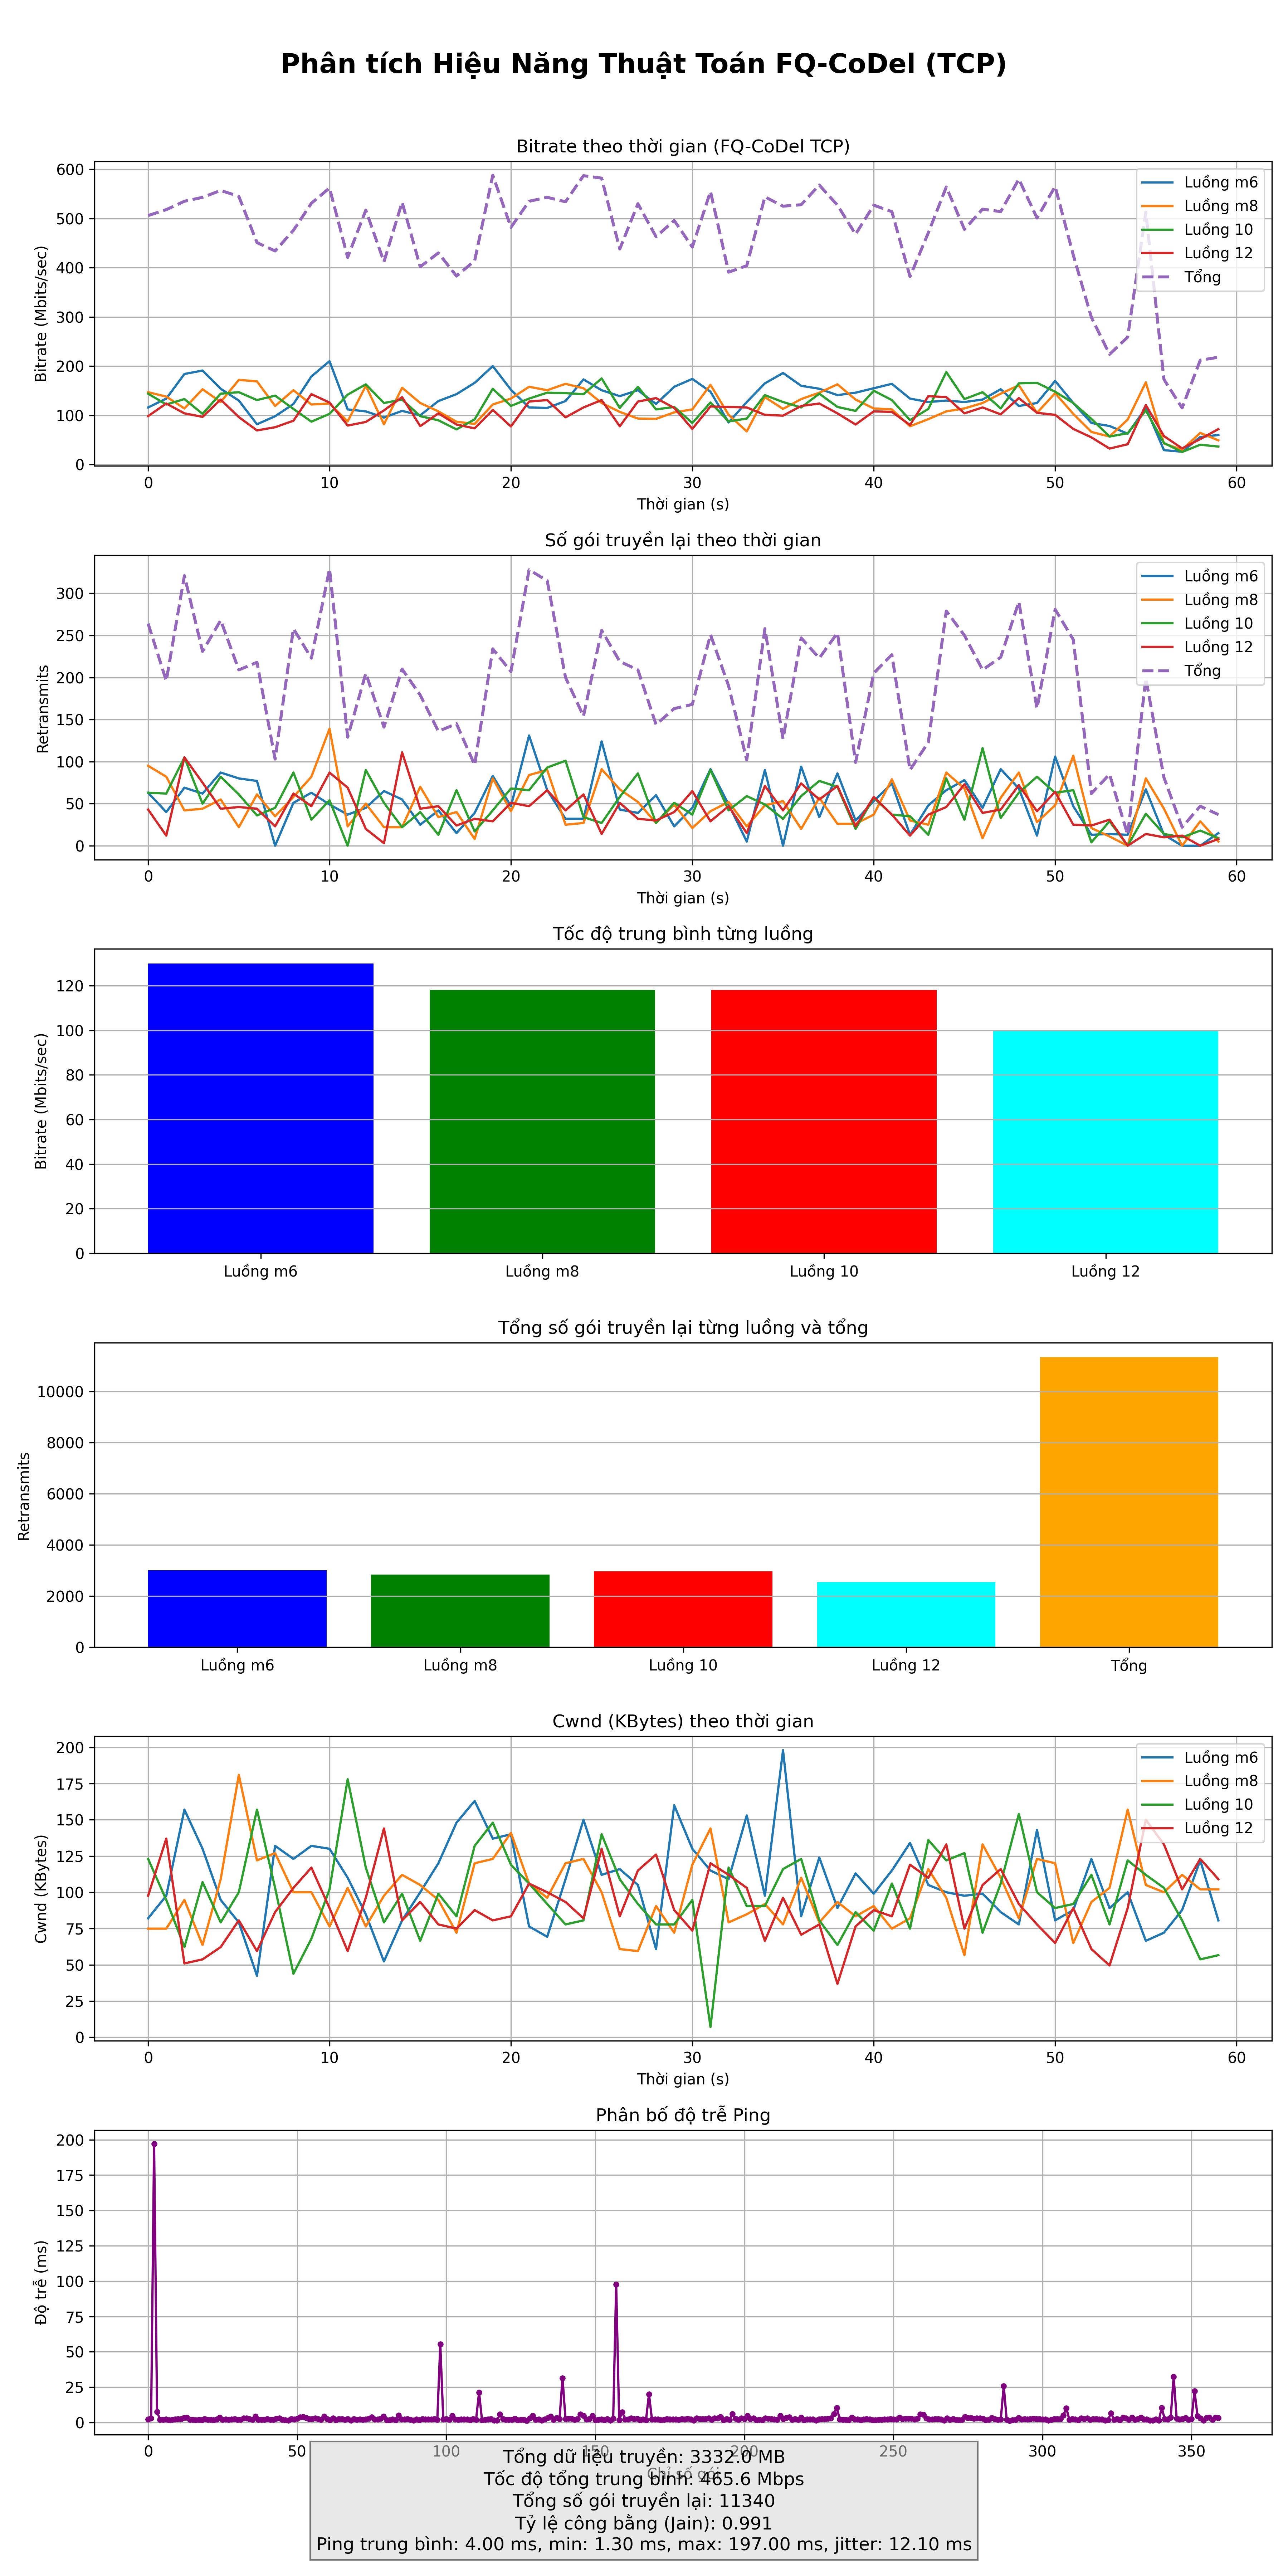 Phân tích Hiệu Năng Thuật Toán FQ-CoDel (TCP)
Bitrate theo thời gian (FQ-CoDel TCP)
Bitrate (Mbits/sec)
600
500
400
300
200
100
0
Luồng m6
Luồng m8
Luồng 10
Luồng 12
Tổng
0 10 20 30 40 50 60
Thời gian (s)
Số gói truyền lại theo thời gian
Retransmits
300
250
200
150
100
50
0
Luồng m6
Luồng m8
Luồng 10
Luồng 12
Tổng
0 10 20 30 40 50 60
Thời gian (s)
Tốc độ trung bình từng luồng
Bitrate (Mbits/sec)
120
100
80
60
40
20
0
Luồng m6 Luồng m8 Luồng 10 Luồng 12
Tổng số gói truyền lại từng luồng và tổng
Retransmits
10000
8000
6000
4000
2000
0
Luồng m6 Luồng m8 Luồng 10 Luồng 12 Tổng
Cwnd (KBytes) theo thời gian
Cwnd (KBytes)
200
175
150
125
100
75
50
25
0
Luồng m6
Luồng m8
Luồng 10
Luồng 12
0 10 20 30 40 50 60
Thời gian (s)
Phân bố độ trễ Ping
Độ trễ (ms)
200
175
150
125
100
75
50
25
0
0 50 100 150 200 250 300 350
Chỉ số gói
Tổng dữ liệu truyền: 3332.0 MB
Tốc độ tổng trung bình: 465.6 Mbps
Tổng số gói truyền lại: 11340
Tỷ lệ công bằng (Jain): 0.991
Ping trung bình: 4.00 ms, min: 1.30 ms, max: 197.00 ms, jitter: 12.10 ms